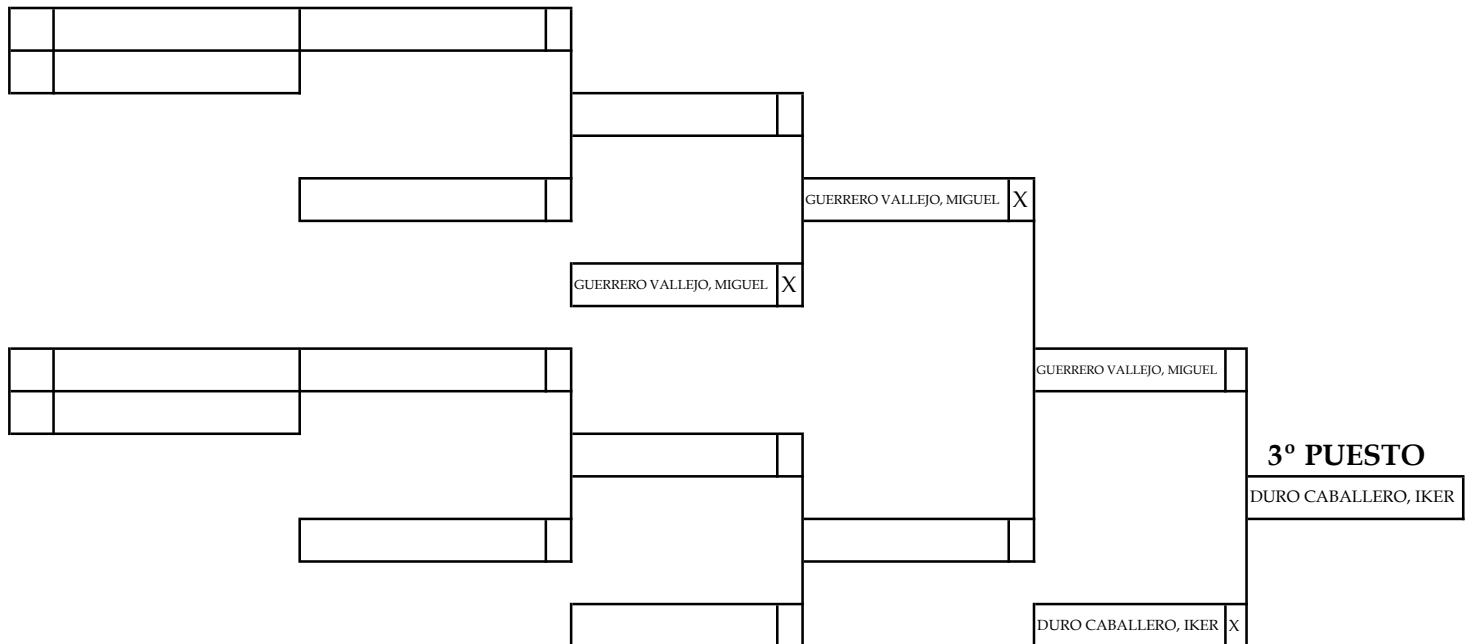 GUERRERO VALLEJO, MIGUEL X
GUERRERO VALLEJO, MIGUEL X
GUERRERO VALLEJO, MIGUEL
3º PUESTO
DURO CABALLERO, IKER
DURO CABALLERO, IKER X